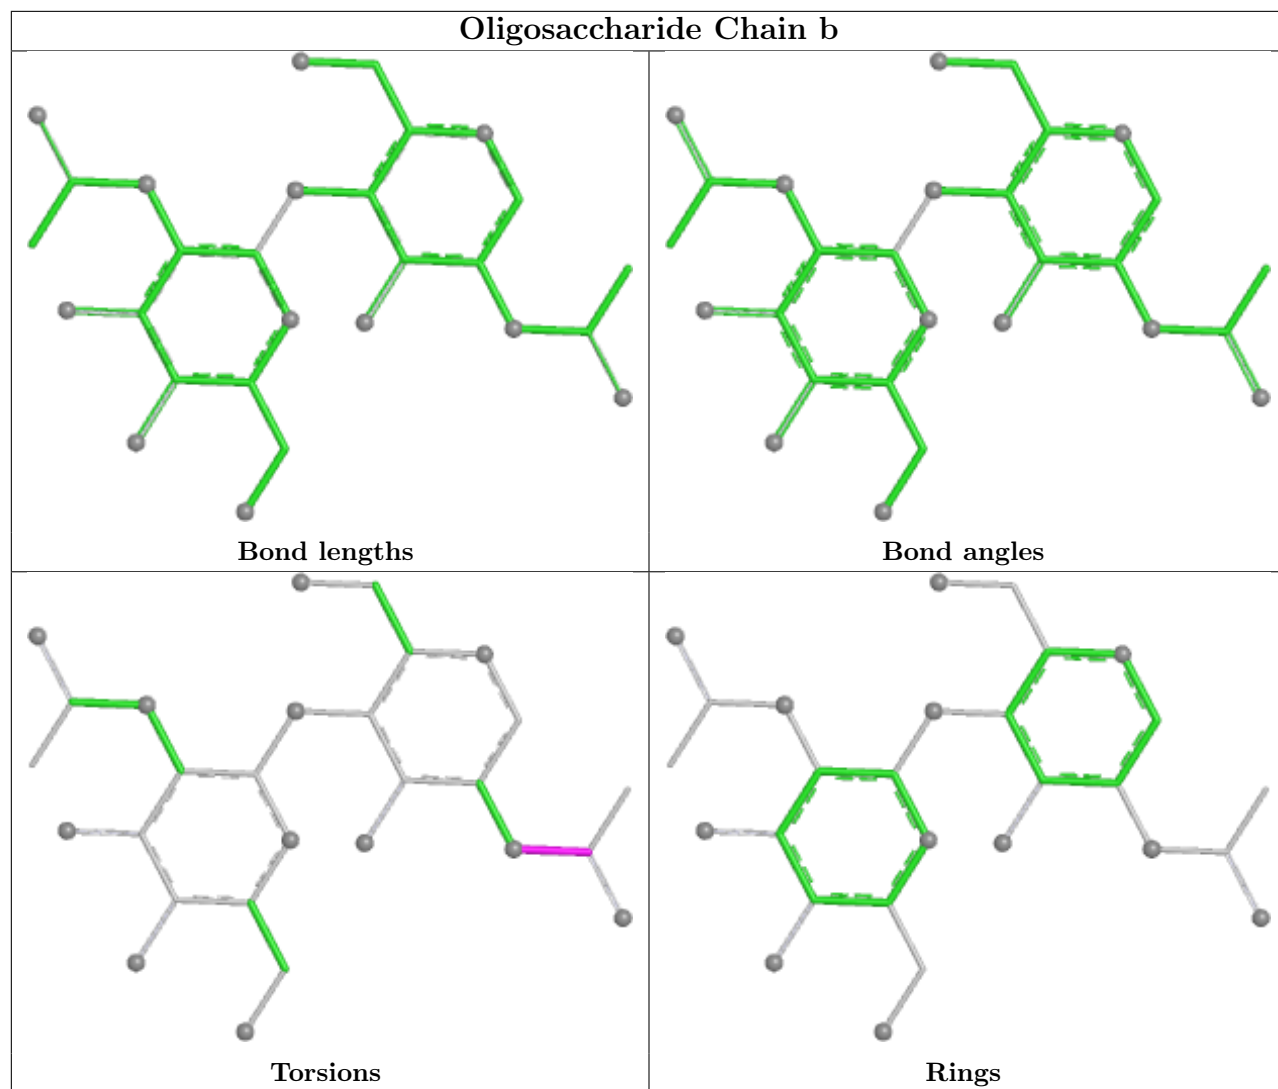 Oligosaccharide Chain b
Bond lengths
Bond angles
Torsions
Rings